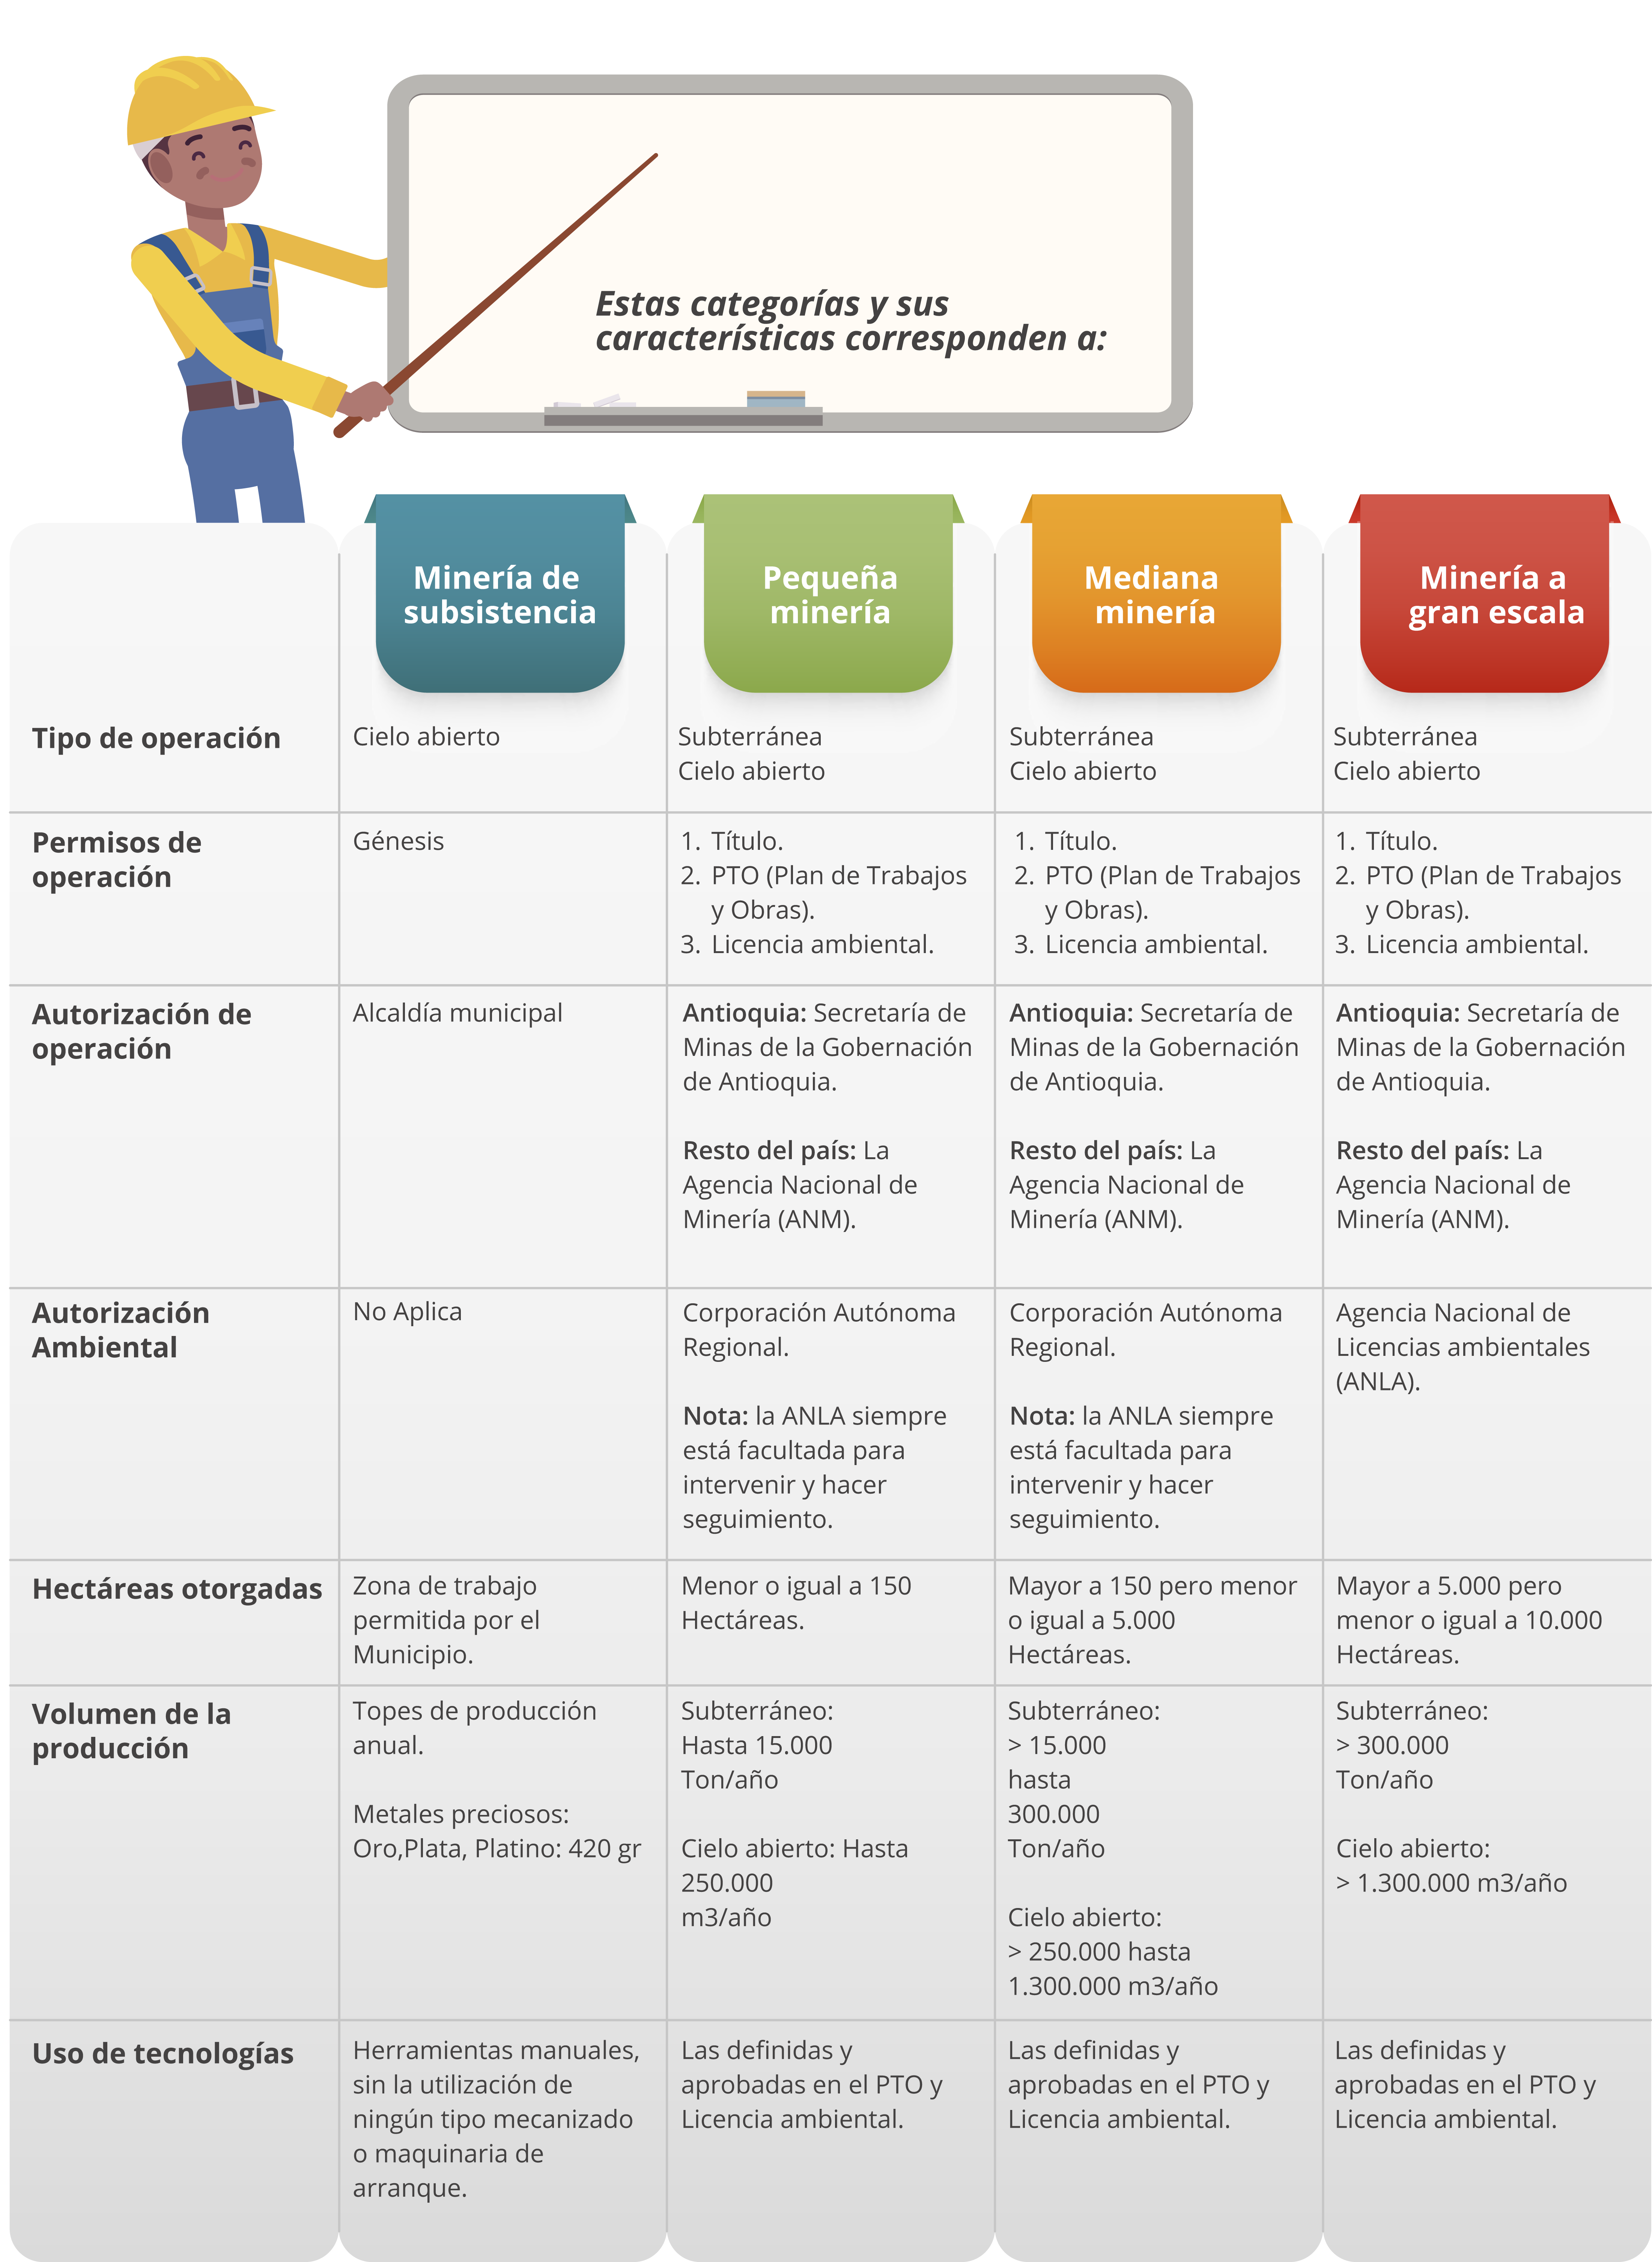 Estas categorías y sus
características corresponden a:
Minería de
subsistencia
Pequeña
minería
Mediana
minería
Minería a
gran escala
Tipo de operación
Cielo abierto
Subterránea
Cielo abierto
Subterránea
Cielo abierto
Subterránea
Cielo abierto
Permisos de
operación
Génesis
1. Título.
2. PTO (Plan de Trabajos
y Obras).
3. Licencia ambiental.
1. Título.
2. PTO (Plan de Trabajos
y Obras).
3. Licencia ambiental.
1. Título.
2. PTO (Plan de Trabajos
y Obras).
3. Licencia ambiental.
Autorización de
operación
Alcaldía municipal
Antioquia: Secretaría de
Minas de la Gobernación
de Antioquia.
Resto del país: La
Agencia Nacional de
Minería (ANM).
Antioquia: Secretaría de
Minas de la Gobernación
de Antioquia.
Resto del país: La
Agencia Nacional de
Minería (ANM).
Antioquia: Secretaría de
Minas de la Gobernación
de Antioquia.
Resto del país: La
Agencia Nacional de
Minería (ANM).
Autorización
Ambiental
No Aplica
Corporación Autónoma
Regional.
Nota: la ANLA siempre
está facultada para
intervenir y hacer
seguimiento.
Corporación Autónoma
Regional.
Nota: la ANLA siempre
está facultada para
intervenir y hacer
seguimiento.
Agencia Nacional de
Licencias ambientales
(ANLA).
Hectáreas otorgadas
Zona de trabajo
permitida por el
Municipio.
Menor o igual a 150
Hectáreas.
Mayor a 150 pero menor
o igual a 5.000
Hectáreas.
Mayor a 5.000 pero
menor o igual a 10.000
Hectáreas.
Volumen de la
producción
Topes de producción
anual.
Metales preciosos:
Oro,Plata, Platino: 420 gr
Subterráneo:
Hasta 15.000
Ton/año
Cielo abierto: Hasta
250.000
m3/año
Subterráneo:
> 15.000
hasta
300.000
Ton/año
Cielo abierto:
> 250.000 hasta
1.300.000 m3/año
Subterráneo:
> 300.000
Ton/año
Cielo abierto:
> 1.300.000 m3/año
Uso de tecnologías
Herramientas manuales,
sin la utilización de
ningún tipo mecanizado
o maquinaria de
arranque.
Las definidas y
aprobadas en el PTO y
Licencia ambiental.
Las definidas y
aprobadas en el PTO y
Licencia ambiental.
Las definidas y
aprobadas en el PTO y
Licencia ambiental.